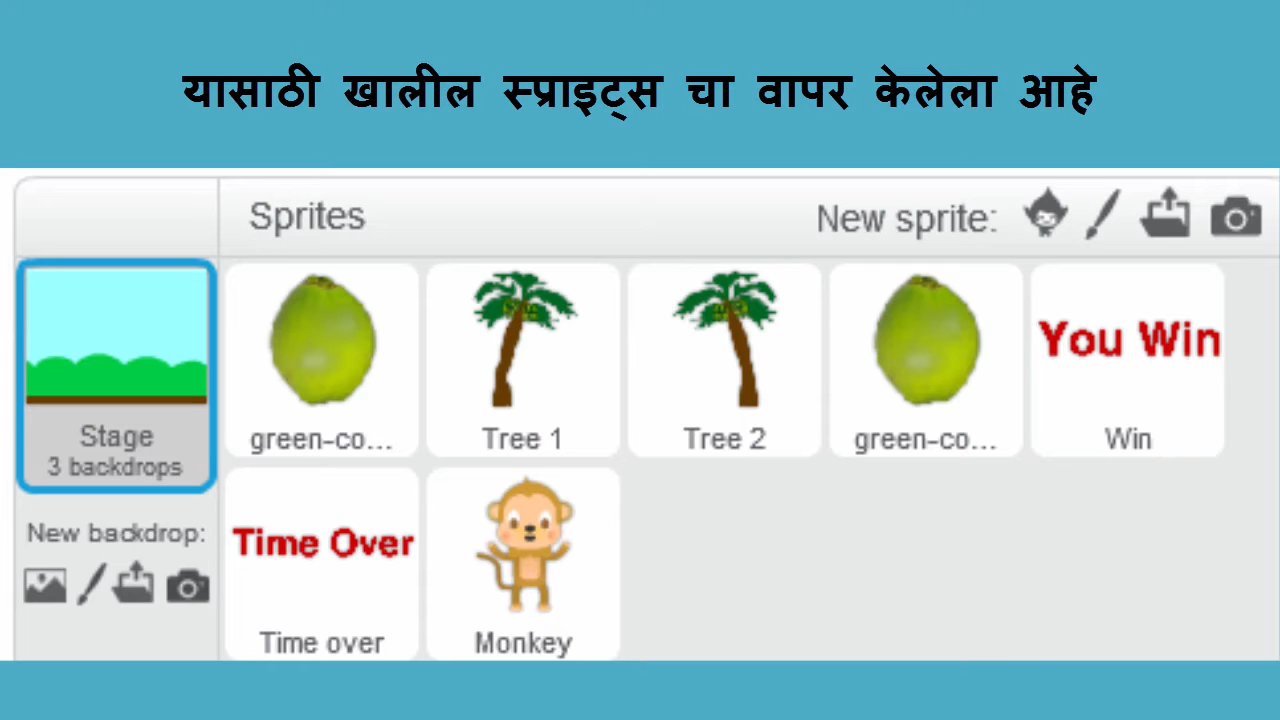 यासाठी खालील स्प्राइट्स चा वापर केलेला आहे
Sprites
New sprite:
Stage
3 backdrops
New backdrop:
green-co...
Tree 1
Tree 2
green-co...
You Win
Win
Time Over
Time over
Monkey